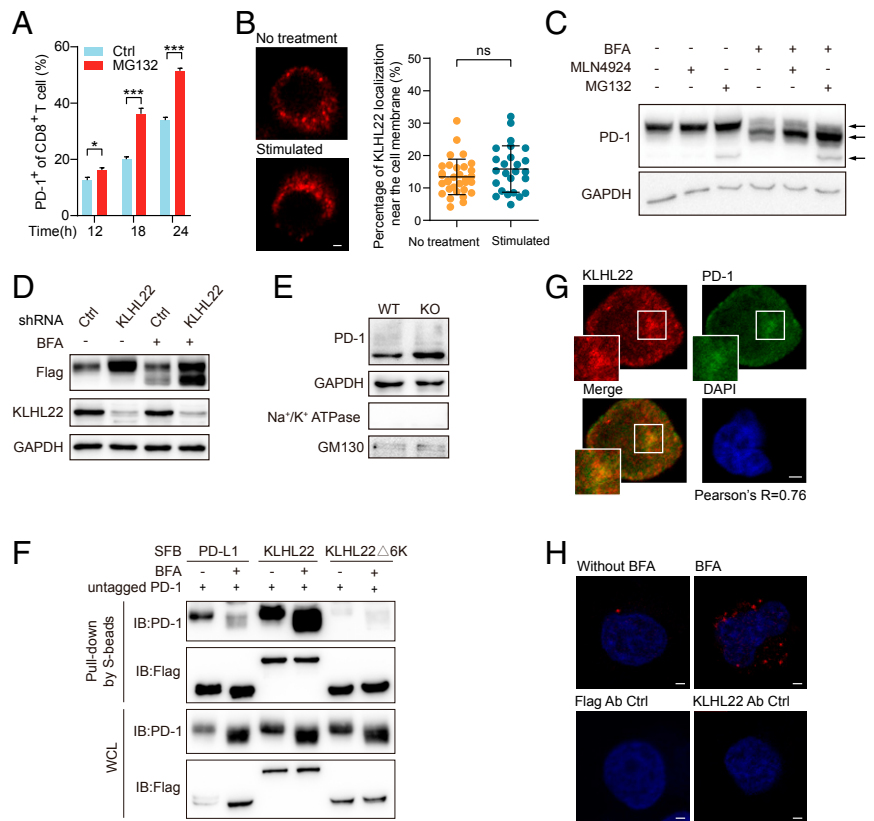 A
Ctrl
MG132
PD-1⁺ of CD8⁺ T cell (%)
60
40
20
0
*
***
***
Time(h) 12 18 24
B
No treatment
Stimulated
Percentage of KLHL22 localization
near the cell membrane (%)
50
40
30
20
10
0
ns
No treatment Stimulated
C
BFA - - - + + +
MLN4924 - + - - + -
MG132 - - + - - +
PD-1
GAPDH
D
shRNA Ctrl KLHL22 Ctrl KLHL22
BFA - - + +
Flag
KLHL22
GAPDH
E
WT KO
PD-1
GAPDH
Na⁺/K⁺ ATPase
GM130
F
SFB PD-L1 KLHL22 KLHL22△6K
BFA - + - + - +
untagged PD-1 + + + + + +
Pull-down
by S-beads
IB:PD-1
IB:Flag
WCL
IB:PD-1
IB:Flag
G
KLHL22 PD-1
Merge DAPI
Pearson's R=0.76
H
Without BFA BFA
Flag Ab Ctrl KLHL22 Ab Ctrl